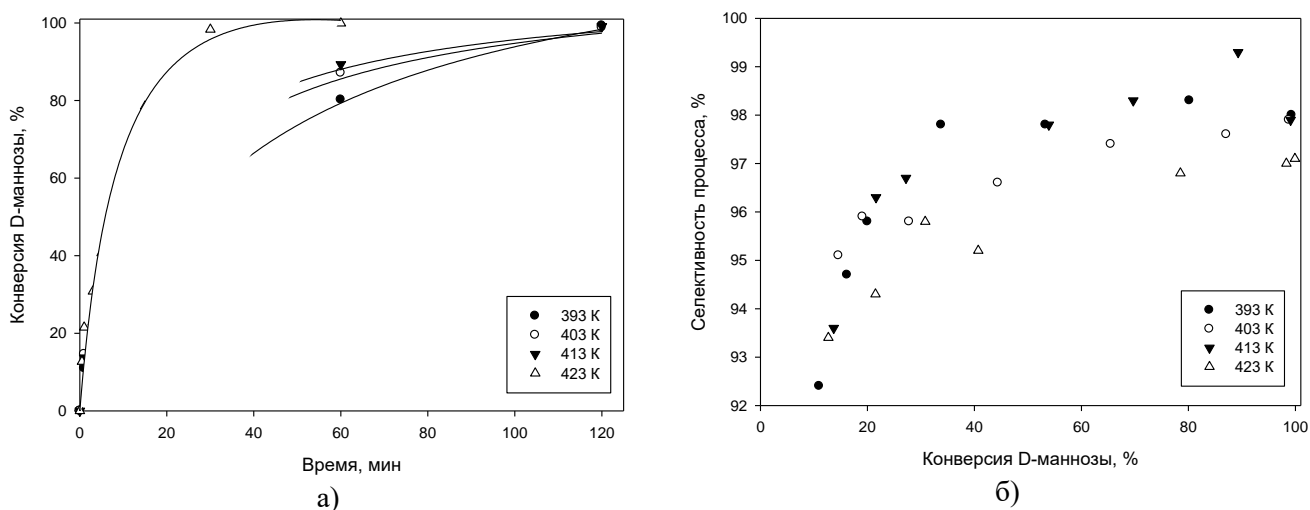 Конверсия D-маннозы, %
100
80
60
40
20
0
0 20 40 60 80 100 120
Время, мин
393 К
403 К
413 К
423 К
а)
Селективность процесса, %
100
99
98
97
96
95
94
93
92
0 20 40 60 80 100
Конверсия D-маннозы, %
393 К
403 К
413 К
423 К
б)